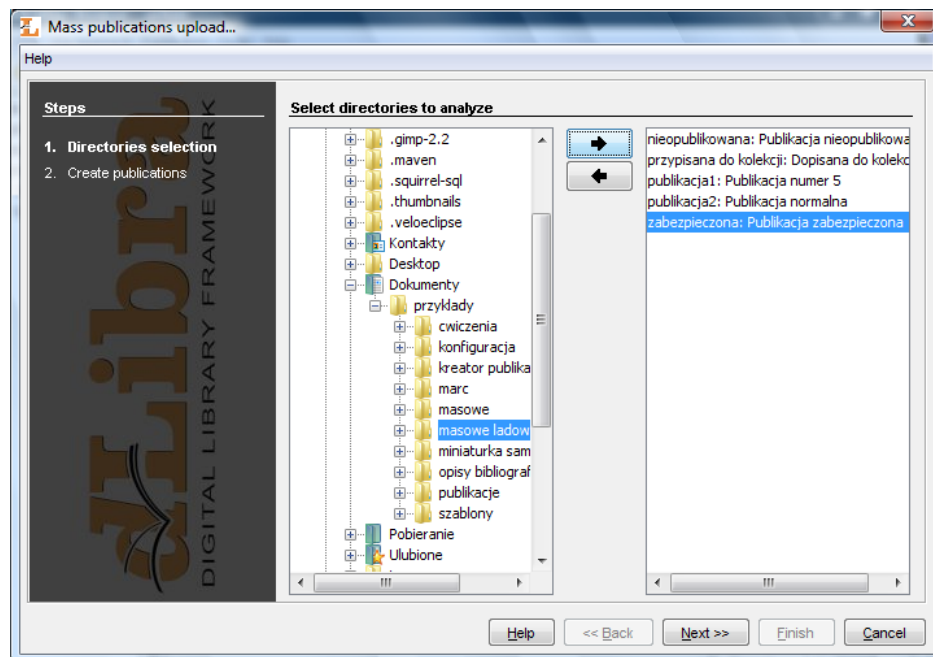 Mass publications upload...
Help
Steps
1. Directories selection
2. Create publications
dLibra
DIGITAL LIBRARY FRAMEWORK
Select directories to analyze
.gimp-2.2
.maven
.squirrel-sql
.thumbnails
.veloeclipse
Kontakty
Desktop
Dokumenty
przyklady
cwiczenia
konfiguracja
kreator publika
marc
masowe
masowe ladow
miniaturka sam
opisy bibliograf
publikacje
szablony
Pobieranie
Ulubione
nieopublikowana: Publikacja nieopublikowa
przypisana do kolekcji: Dopisana do kolekc
publikacja1: Publikacja numer 5
publikacja2: Publikacja normalna
zabezpieczona: Publikacja zabezpieczona
Help
<< Back
Next >>
Finish
Cancel